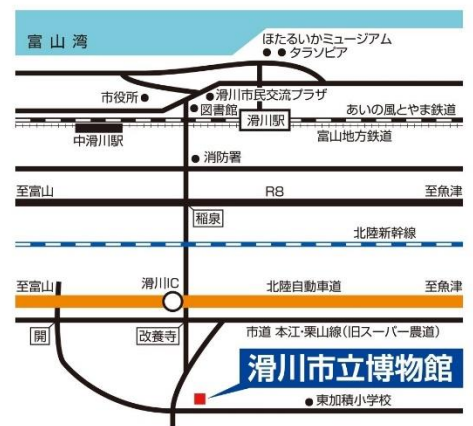 富山湾
ほたるいかミュージアム
タラソピア
市役所
滑川市民交流プラザ
図書館
あいの風とやま鉄道
滑川駅
中滑川駅
富山地方鉄道
消防署
至富山
R8
至魚津
稲泉
北陸新幹線
至富山
滑川IC
北陸自動車道
至魚津
開
改養寺
市道 本江・栗山線(旧スーパー農道)
滑川市立博物館
東加積小学校